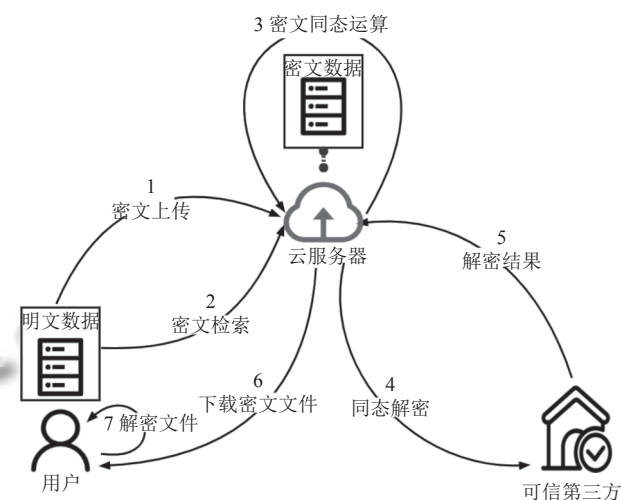 3 密文同态运算
密文数据
1
密文上传
云服务器
5
解密结果
2
密文检索
明文数据
6
下载密文文件
4
同态解密
7 解密文件
用户
可信第三方